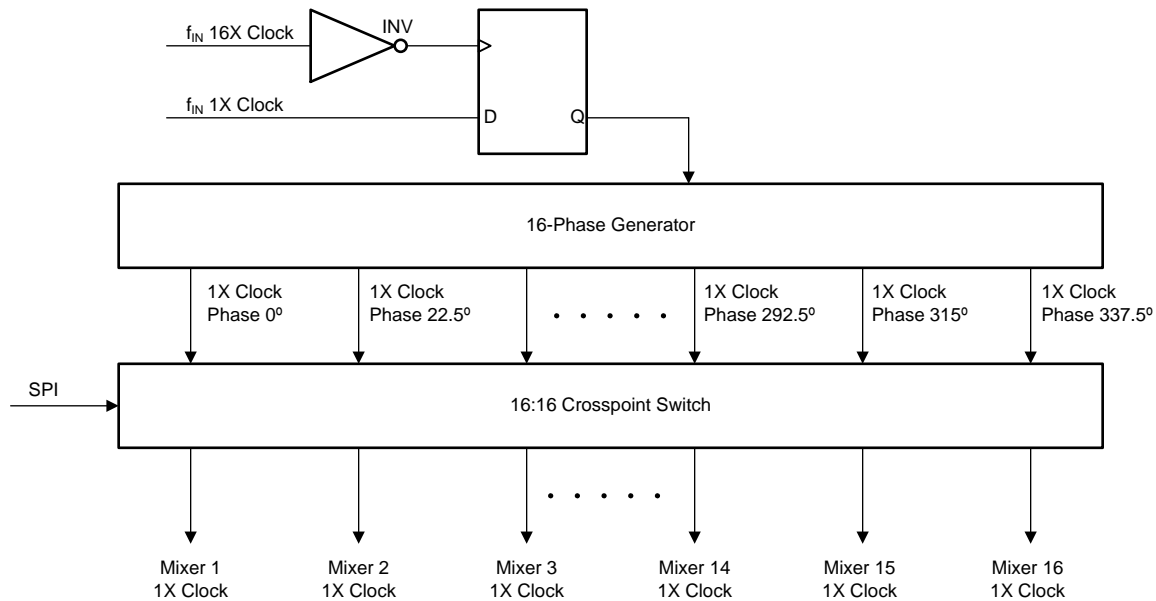 f_IN 16X Clock
INV
f_IN 1X Clock
D
Q
16-Phase Generator
1X Clock
Phase 0º
1X Clock
Phase 22.5º
1X Clock
Phase 292.5º
1X Clock
Phase 315º
1X Clock
Phase 337.5º
SPI
16:16 Crosspoint Switch
Mixer 1
1X Clock
Mixer 2
1X Clock
Mixer 3
1X Clock
Mixer 14
1X Clock
Mixer 15
1X Clock
Mixer 16
1X Clock